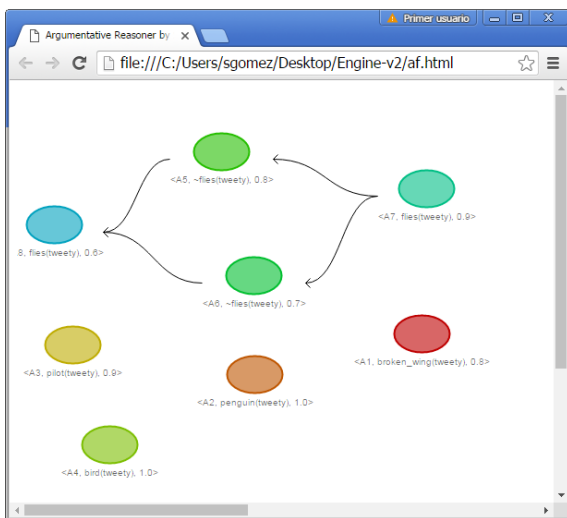 Primer usuario
Argumentative Reasoner by
file:///C:/Users/sgomez/Desktop/Engine-v2/af.html
<A5, ~flies(tweety), 0.8>
<A7, flies(tweety), 0.9>
8, flies(tweety), 0.6>
<A6, ~flies(tweety), 0.7>
<A1, broken_wing(tweety), 0.8>
<A3, pilot(tweety), 0.9>
<A2, penguin(tweety), 1.0>
<A4, bird(tweety), 1.0>